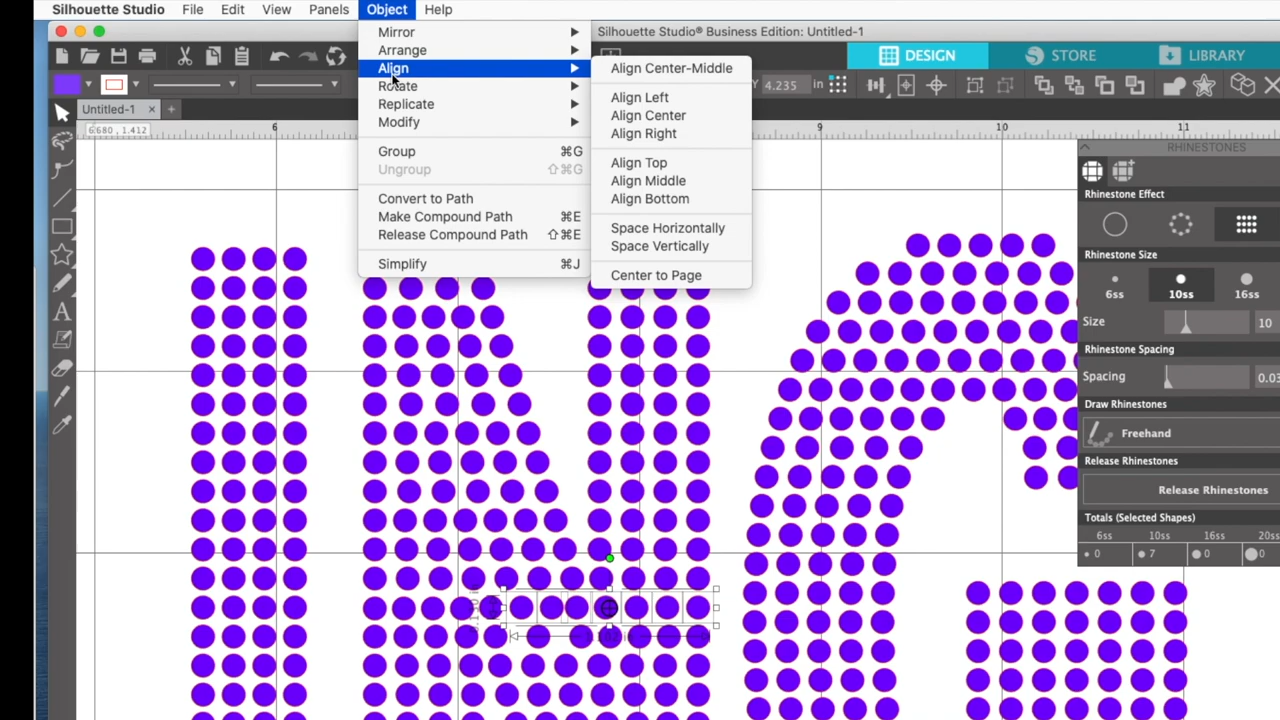 Silhouette Studio File Edit View Panels Object Help
Silhouette Studio® Business Edition: Untitled-1
DESIGN STORE LIBRARY
Y 4.235 in
Untitled-1 × +
6.680 , 1.412
6 9 10 11
Mirror
Arrange
Align
Rotate
Replicate
Modify
Group ⌘G
Ungroup ⇧⌘G
Convert to Path
Make Compound Path ⌘E
Release Compound Path ⇧⌘E
Simplify ⌘J
Align Center-Middle
Align Left
Align Center
Align Right
Align Top
Align Middle
Align Bottom
Space Horizontally
Space Vertically
Center to Page
RHINESTONES
Rhinestone Effect
Rhinestone Size
6ss 10ss 16ss
Size 10
Rhinestone Spacing
Spacing 0.03
Draw Rhinestones
Freehand
Release Rhinestones
Release Rhinestones
Totals (Selected Shapes)
6ss 10ss 16ss 20ss
0 7 0 0